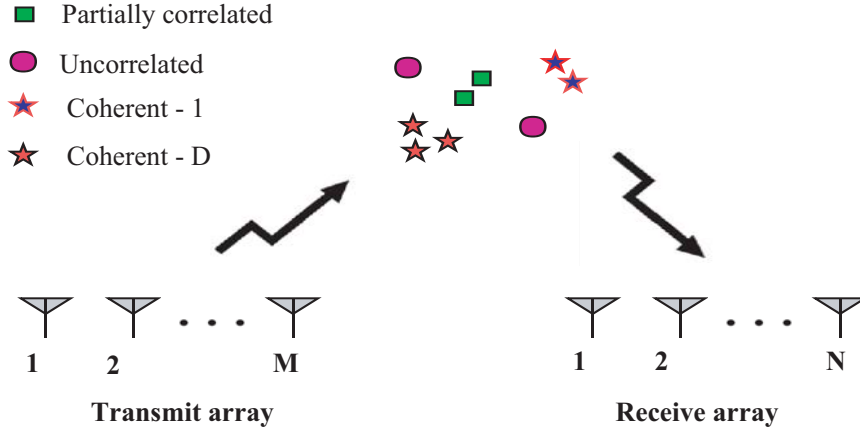 Partially correlated
Uncorrelated
Coherent - 1
Coherent - D
1 2 . . . M
1 2 . . . N
Transmit array
Receive array